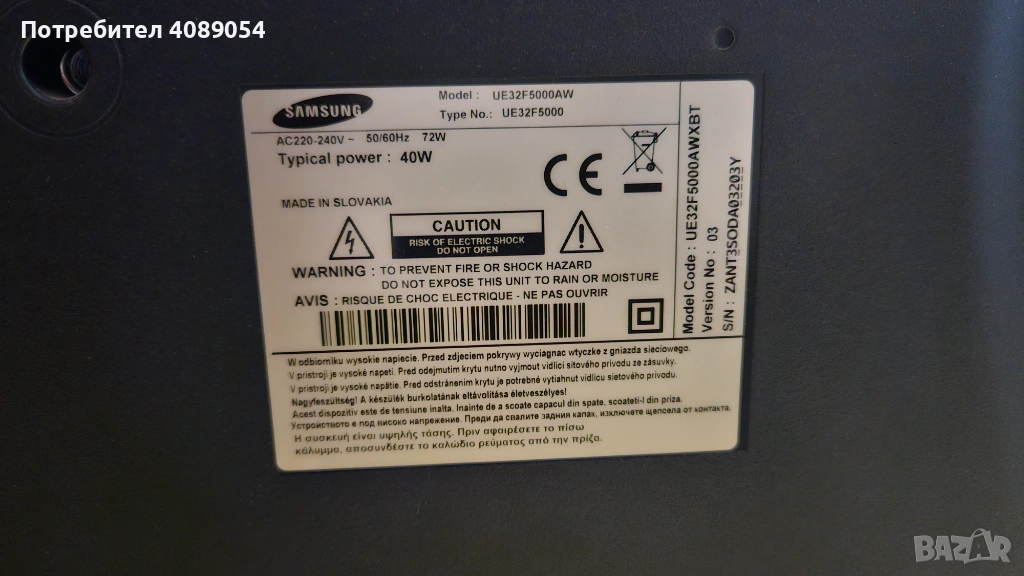 Потребител 4089054
SAMSUNG
Model : UE32F5000AW
Type No.: UE32F5000
AC220-240V ~ 50/60Hz 72W
Typical power : 40W
CE
MADE IN SLOVAKIA
CAUTION
RISK OF ELECTRIC SHOCK
DO NOT OPEN
WARNING : TO PREVENT FIRE OR SHOCK HAZARD
DO NOT EXPOSE THIS UNIT TO RAIN OR MOISTURE
AVIS : RISQUE DE CHOC ELECTRIQUE - NE PAS OUVRIR
Model Code : UE32F5000AWXBT
Version No : 03
S/N : ZANT3SODA03203Y
W odbiorniku wysokie napiecie. Przed zdjeciem pokrywy wyciagnac wtyczke z gniazda sieciowego.
V pristroji je vysoké napeti. Pred odejmutim krytu nutno vyjmout vidlici sitového privodu ze zásuvky.
V pristroji je vysoké napätie. Pred odstránením krytu je potrebné vytiahnut vidlicu sietového privodu.
Nagyfeszültség! A készülék burkolatának eltávolítása életveszélyes!
Acest dispozitiv este de tensiune inalta. Inainte de a scoate capacul din spate, scoateti-l din priza.
Устройството е под високо напрежение. Преди да свалите задния капак, изключете щепсела от контакта.
Η συσκευή είναι υψηλής τάσης. Πριν αφαιρέσετε το πίσω
κάλυμμα, αποσυνδέστε το καλώδιο ρεύματος από την πρίζα.
BAZAR